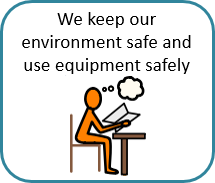 We keep our
environment safe and
use equipment safely